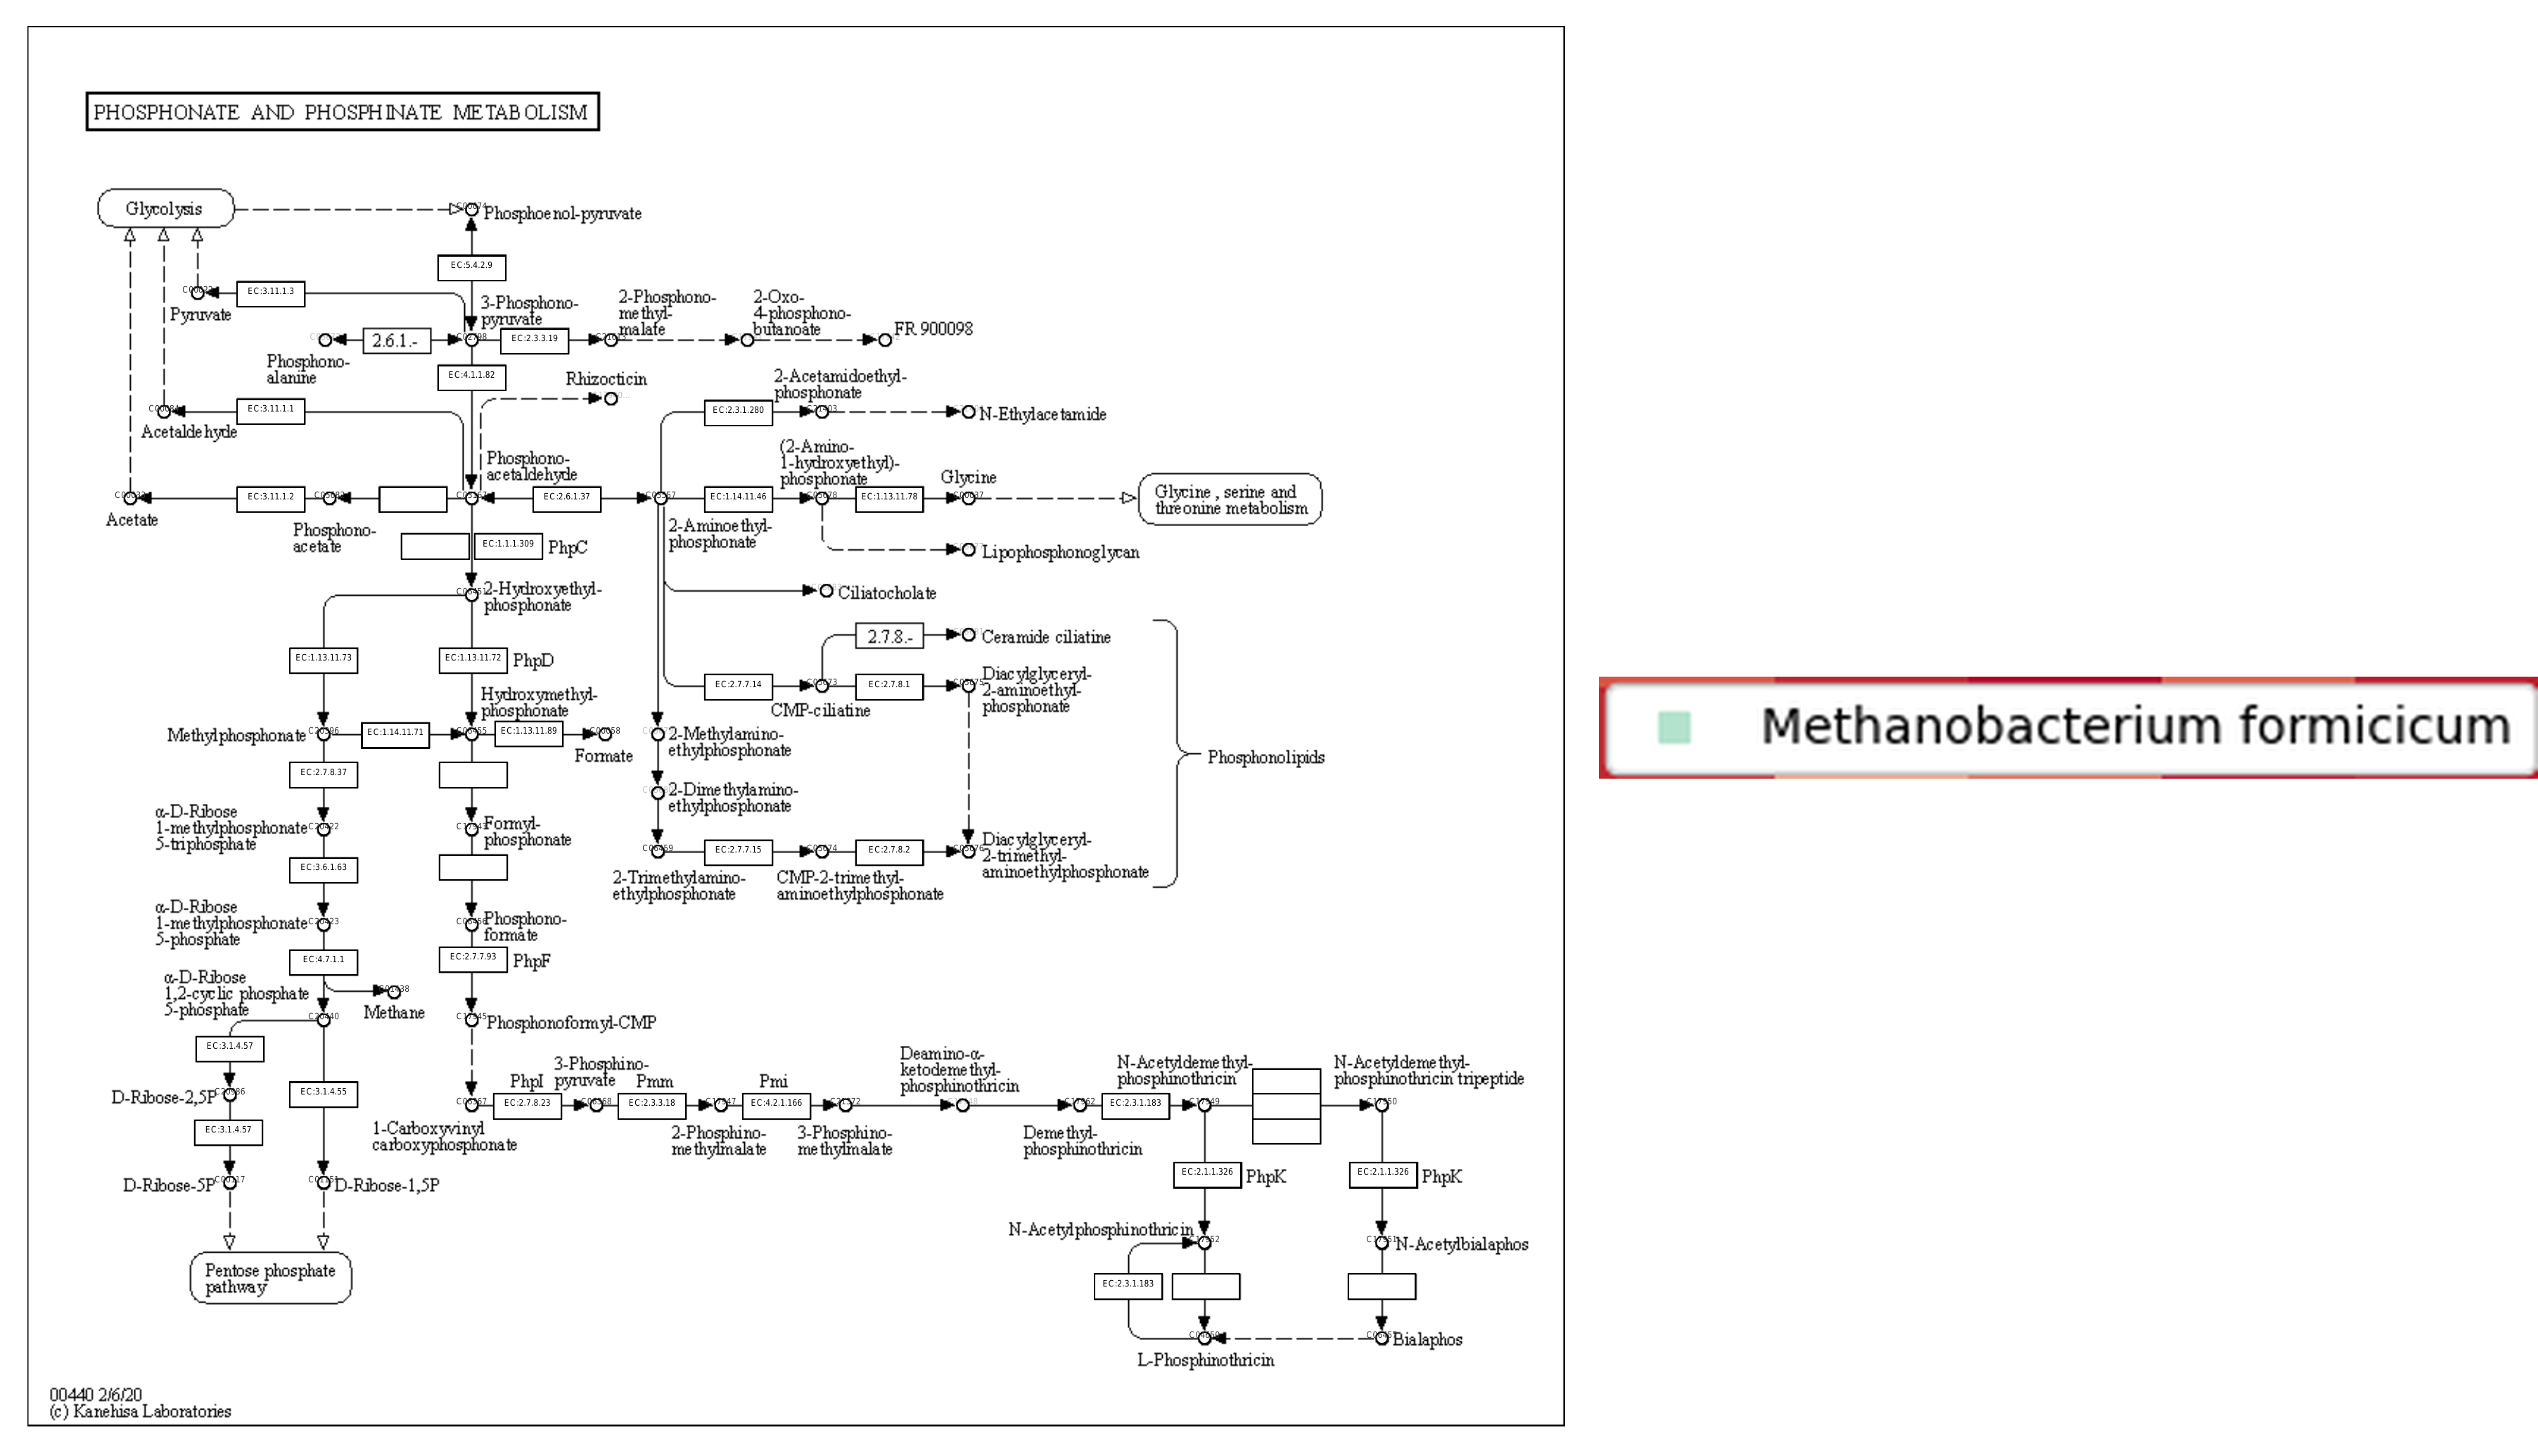 PHOSPHONATE AND PHOSPHINATE METABOLISM
Glycolysis
Phosphoenol-pyruvate
EC:5.4.2.9
EC:3.11.1.3
Pyruvate
3-Phosphono-
pyruvate
2-Phosphono-
methyl-
malate
2-Oxo-
4-phosphono-
butanoate
FR 900098
2.6.1.-
EC:2.3.3.19
Phosphono-
alanine
EC:4.1.1.82
Rhizocticin
2-Acetamidoethyl-
phosphonate
EC:3.11.1.1
EC:2.3.1.280
N-Ethylacetamide
Acetaldehyde
Phosphono-
acetaldehyde
(2-Amino-
1-hydroxyethyl)-
phosphonate
Glycine
EC:3.11.1.2
EC:2.6.1.37
EC:1.14.11.46
EC:1.13.11.78
Glycine, serine and
threonine metabolism
Acetate
Phosphono-
acetate
2-Aminoethyl-
phosphonate
EC:1.1.1.309
PhpC
Lipophosphonoglycan
2-Hydroxyethyl-
phosphonate
Ciliatocholate
2.7.8.-
Ceramide ciliatine
EC:1.13.11.73
EC:1.13.11.72
PhpD
EC:2.7.7.14
EC:2.7.8.1
Diacylglyceryl-
2-aminoethyl-
phosphonate
CMP-ciliatine
Hydroxymethyl-
phosphonate
Methylphosphonate
EC:1.14.11.71
EC:1.13.11.89
Formate
2-Methylamino-
ethylphosphonate
Phosphonolipids
Methanobacterium formicicum
EC:2.7.8.37
2-Dimethylamino-
ethylphosphonate
α-D-Ribose
1-methylphosphonate
5-triphosphate
Formyl-
phosphonate
EC:2.7.7.15
EC:2.7.8.2
Diacylglyceryl-
2-trimethyl-
aminoethylphosphonate
2-Trimethylamino-
ethylphosphonate
CMP-2-trimethyl-
aminoethylphosphonate
EC:3.6.1.63
α-D-Ribose
1-methylphosphonate
5-phosphate
Phosphono-
formate
EC:4.7.1.1
EC:2.7.7.93
PhpF
α-D-Ribose
1,2-cyclic phosphate
5-phosphate
Methane
Phosphonoformyl-CMP
EC:3.1.4.57
D-Ribose-2,5P
EC:3.1.4.55
EC:3.1.4.57
D-Ribose-5P
D-Ribose-1,5P
Pentose phosphate
pathway
PhpI
3-Phosphino-
pyruvate
Pmm
Pmi
Deamino-α-
ketodemethyl-
phosphinothricin
N-Acetyldemethyl-
phosphinothricin
N-Acetyldemethyl-
phosphinothricin tripeptide
EC:2.7.8.23
EC:2.3.3.18
EC:4.2.1.166
EC:2.3.1.183
1-Carboxyvinyl
carboxyphosphonate
2-Phosphino-
methylmalate
3-Phosphino-
methylmalate
Demethyl-
phosphinothricin
EC:2.1.1.326
PhpK
EC:2.1.1.326
PhpK
N-Acetylphosphinothricin
N-Acetylbialaphos
EC:2.3.1.183
Bialaphos
L-Phosphinothricin
00440 2/6/20
(c) Kanehisa Laboratories